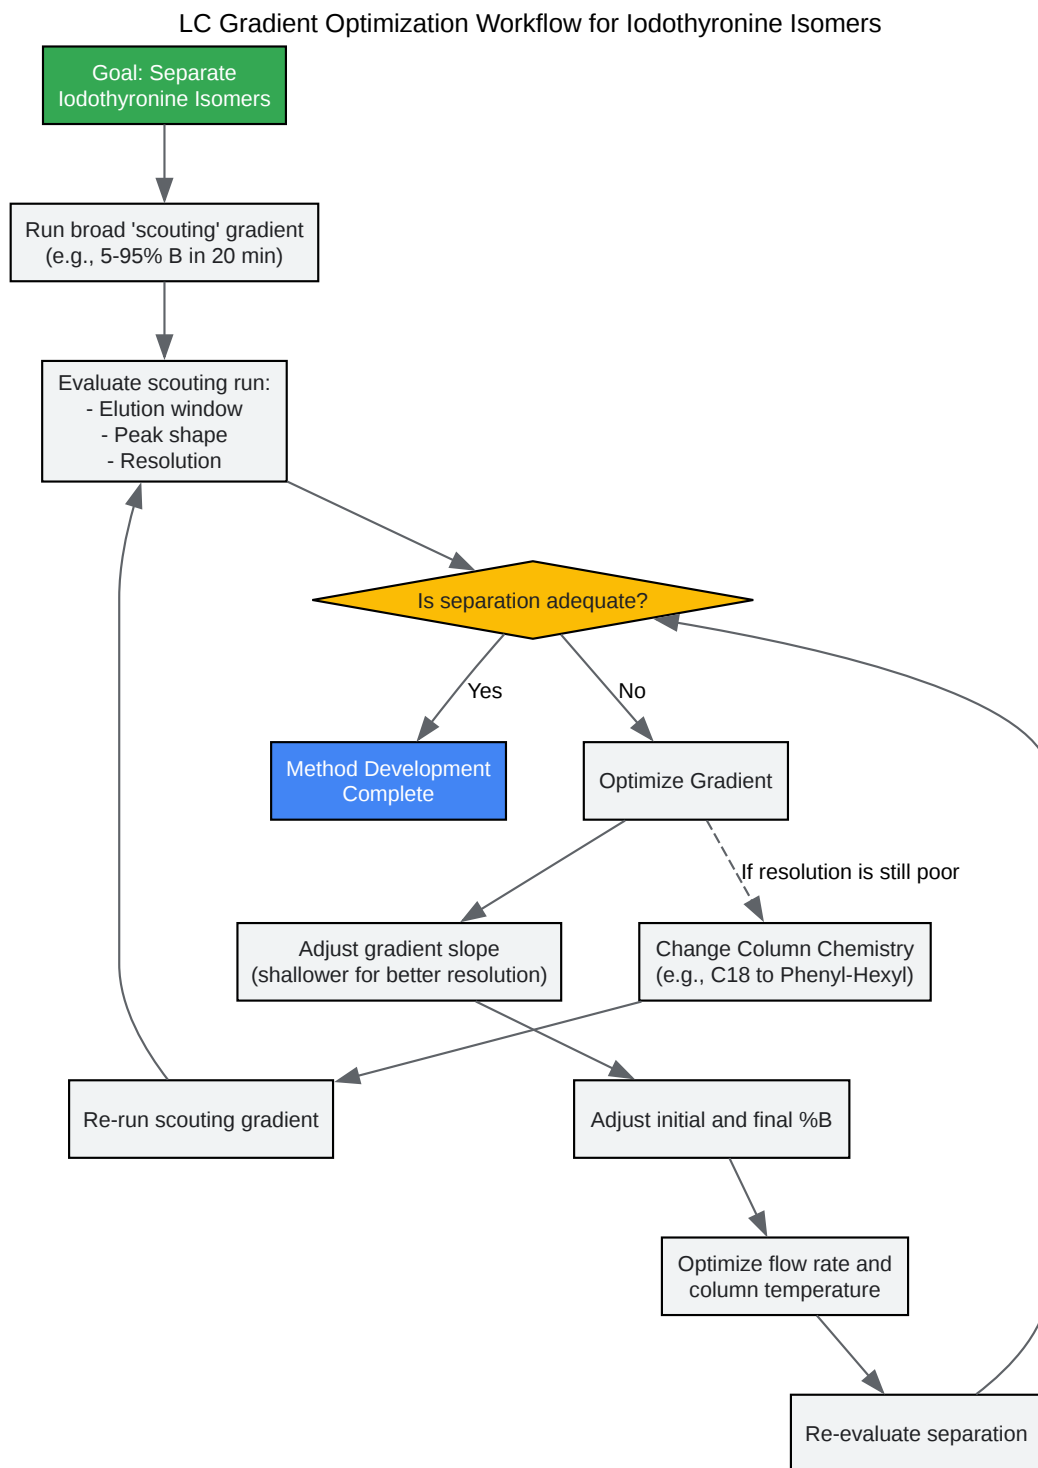 LC Gradient Optimization Workflow for Iodothyronine Isomers
Goal: Separate
Iodothyronine Isomers
Run broad 'scouting' gradient
(e.g., 5-95% B in 20 min)
Evaluate scouting run:
- Elution window
- Peak shape
- Resolution
Is separation adequate?
Yes
No
Method Development
Complete
Optimize Gradient
If resolution is still poor
Adjust gradient slope
(shallower for better resolution)
Change Column Chemistry
(e.g., C18 to Phenyl-Hexyl)
Re-run scouting gradient
Adjust initial and final %B
Optimize flow rate and
column temperature
Re-evaluate separation